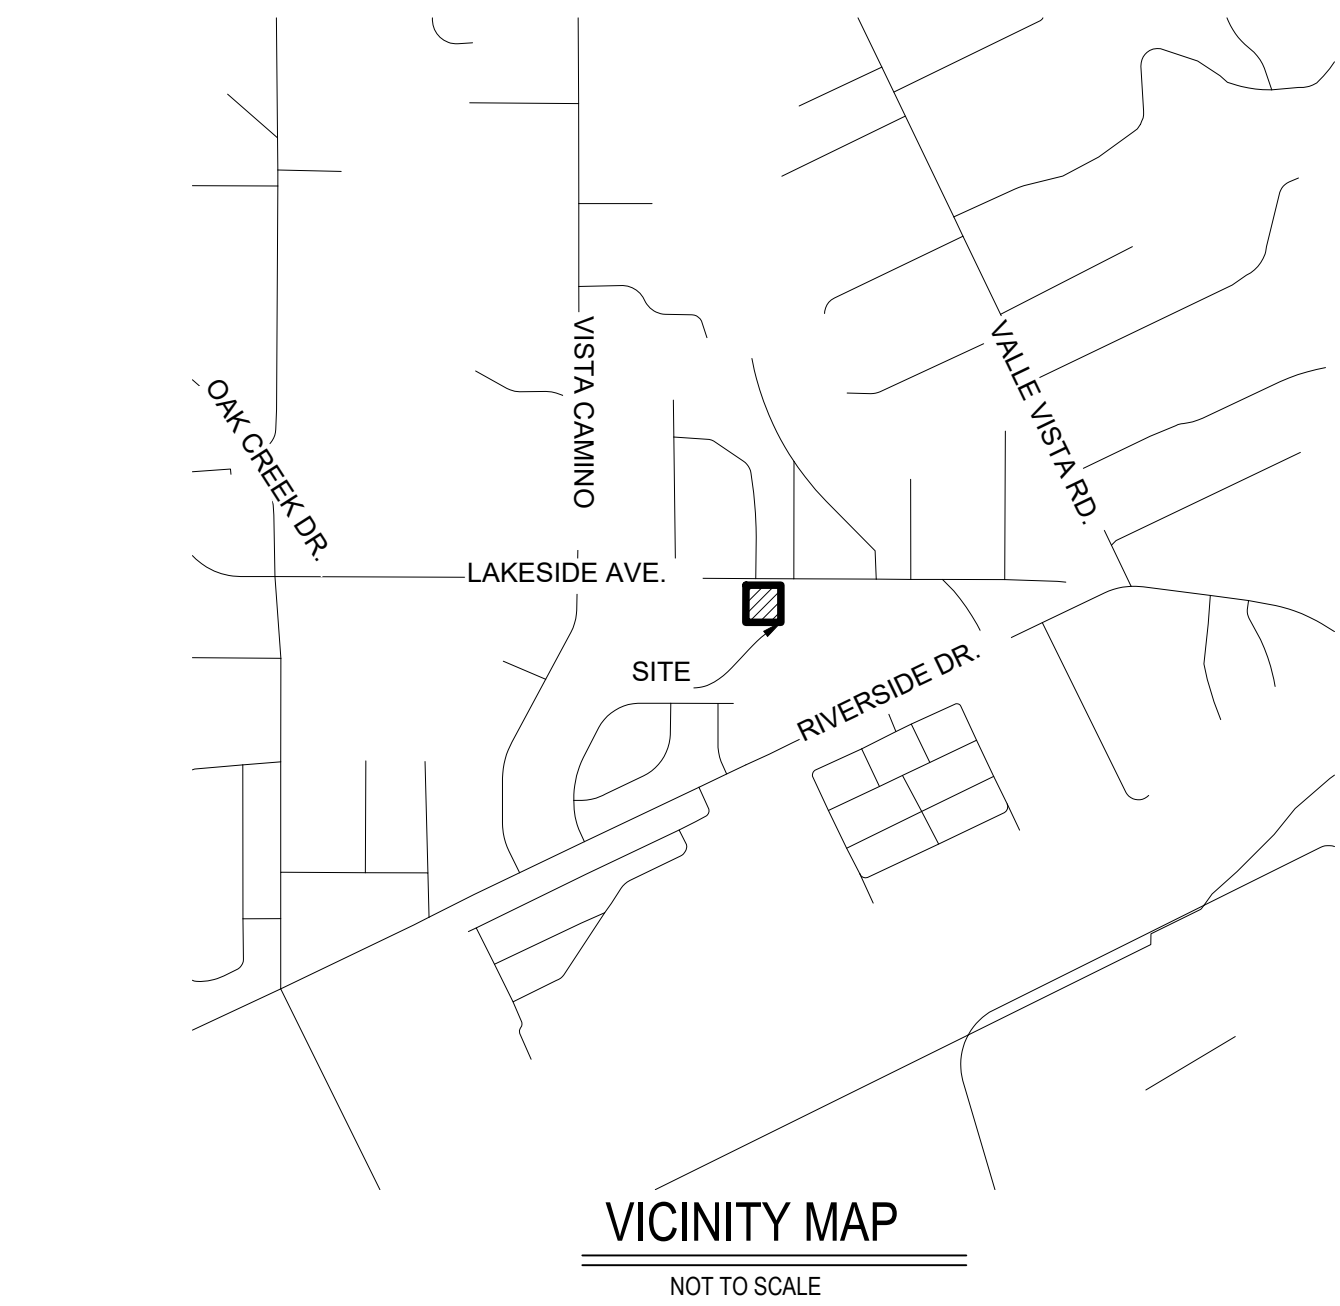 VISTA CAMINO
VALLE VISTA RD.
OAK CREEK DR.
LAKESIDE AVE.
SITE
RIVERSIDE DR.
VICINITY MAP
NOT TO SCALE